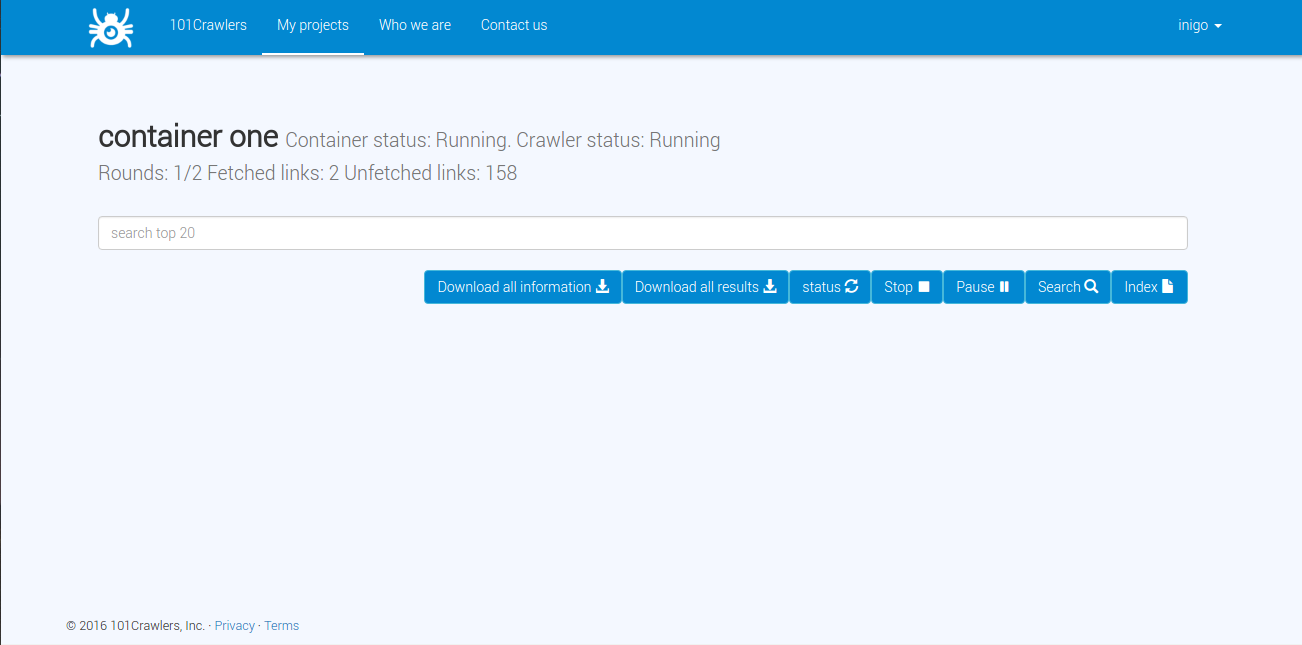 101Crawlers My projects Who we are Contact us inigo
container one Container status: Running. Crawler status: Running
Rounds: 1/2 Fetched links: 2 Unfetched links: 158
search top 20
Download all information Download all results status Stop Pause Search Index
© 2016 101Crawlers, Inc. · Privacy · Terms